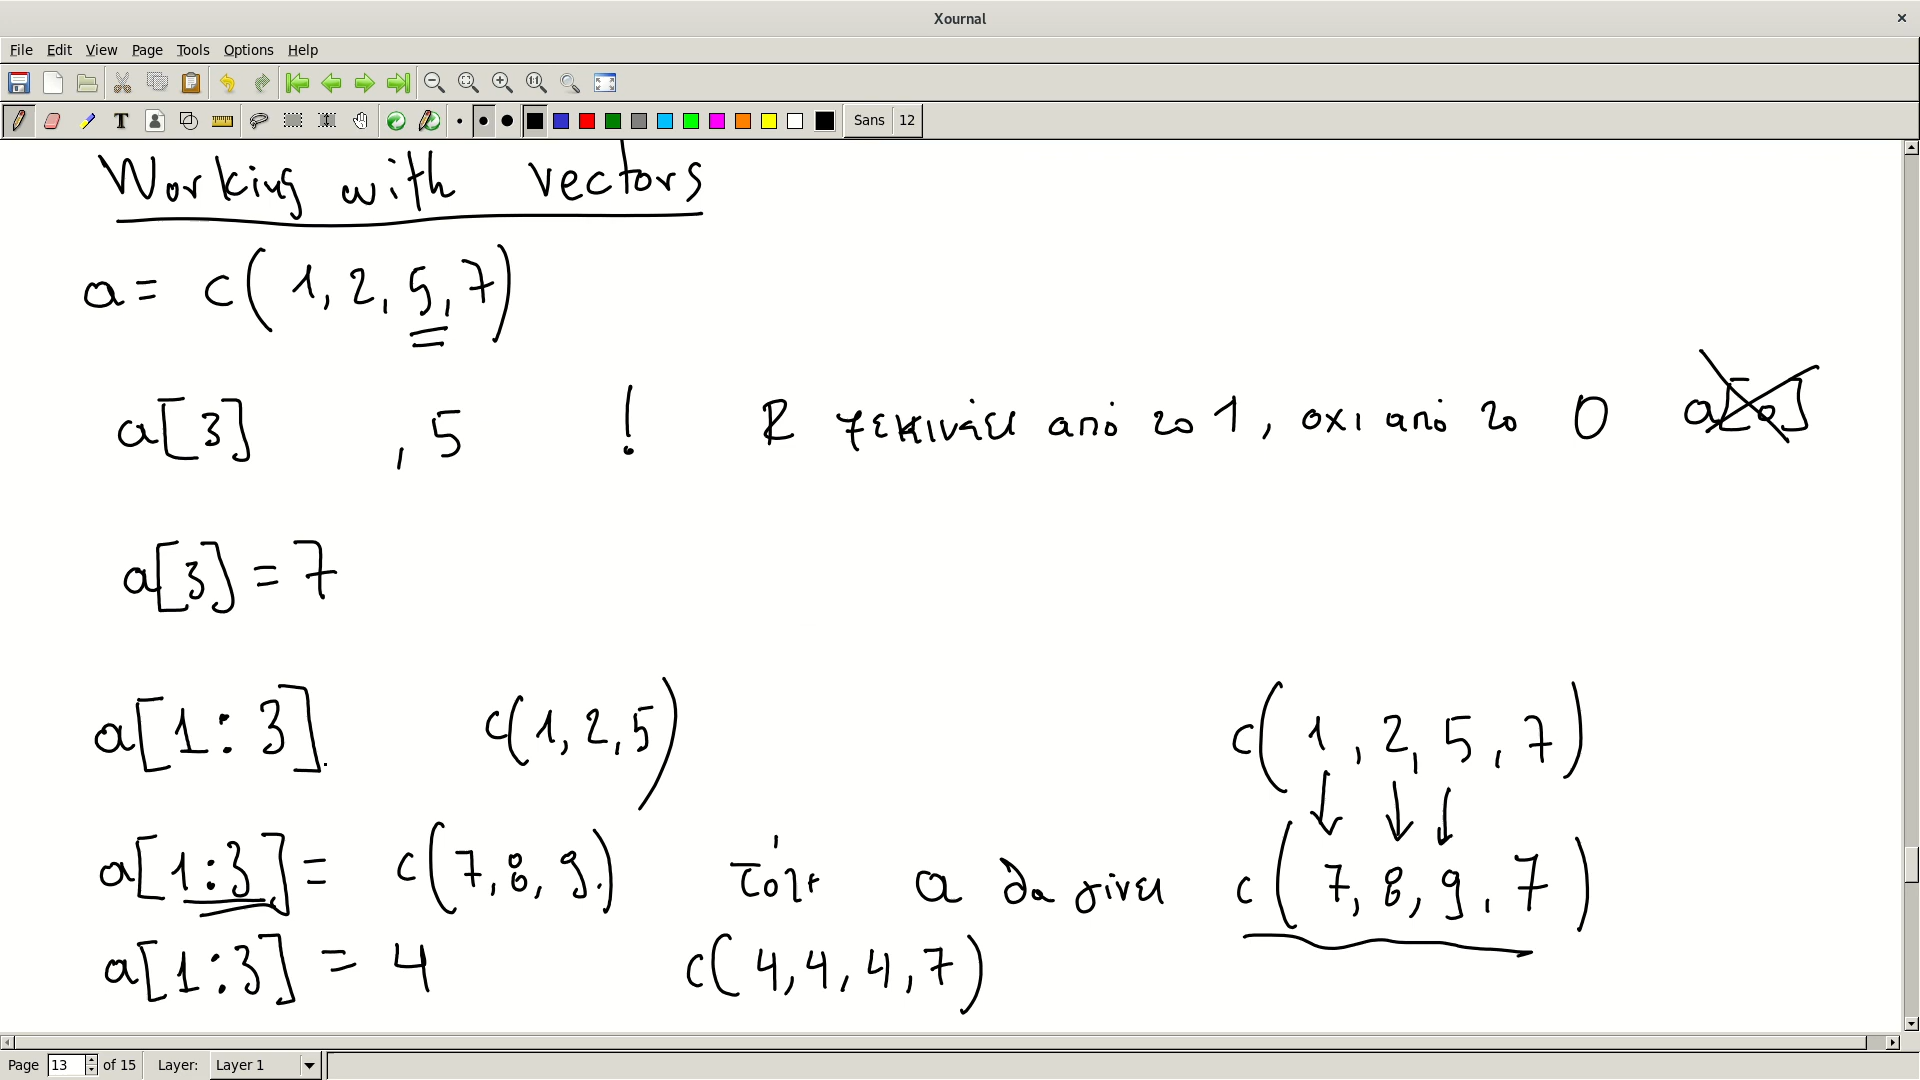 Xournal
File Edit View Page Tools Options Help
Sans 12
Working with vectors
a = c(1, 2, 5, 7)
a[3] , 5 ! R ξεκινάει από το 1, οχι από το 0
a[3] = 7
a[1:3] c(1, 2, 5) c(1, 2, 5, 7)
a[1:3] = c(7, 8, 9) τότε a θα γίνει c(7, 8, 9, 7)
a[1:3] = 4 c(4, 4, 4, 7)
Page 13 of 15 Layer: Layer 1